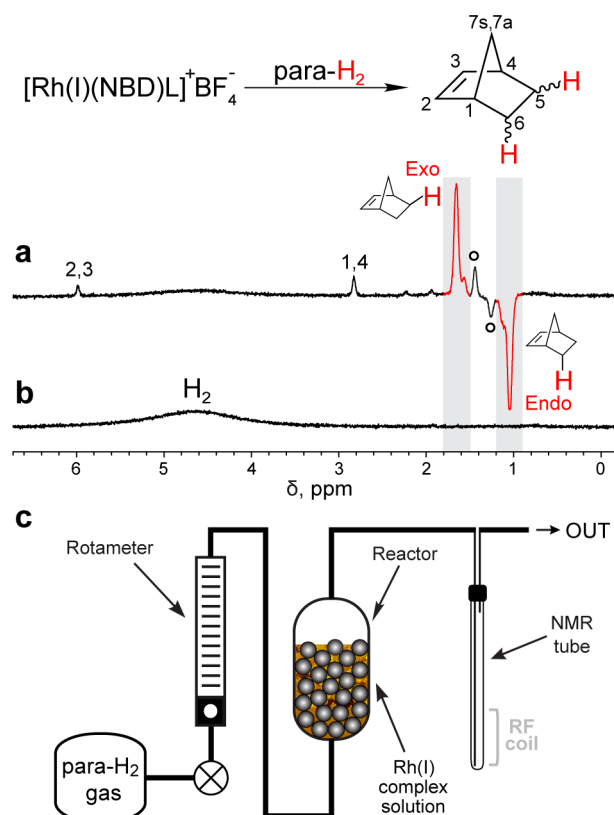 7s,7a
para-H₂
[Rh(I)(NBD)L]⁺BF₄⁻
3
4
2
1
5
6
H
H
Exo
H
a
2,3
1,4
H
Endo
b
H₂
6
5
4
3
2
1
0
δ, ppm
c
Rotameter
Reactor
OUT
NMR
tube
RF
coil
para-H₂
gas
Rh(I)
complex
solution